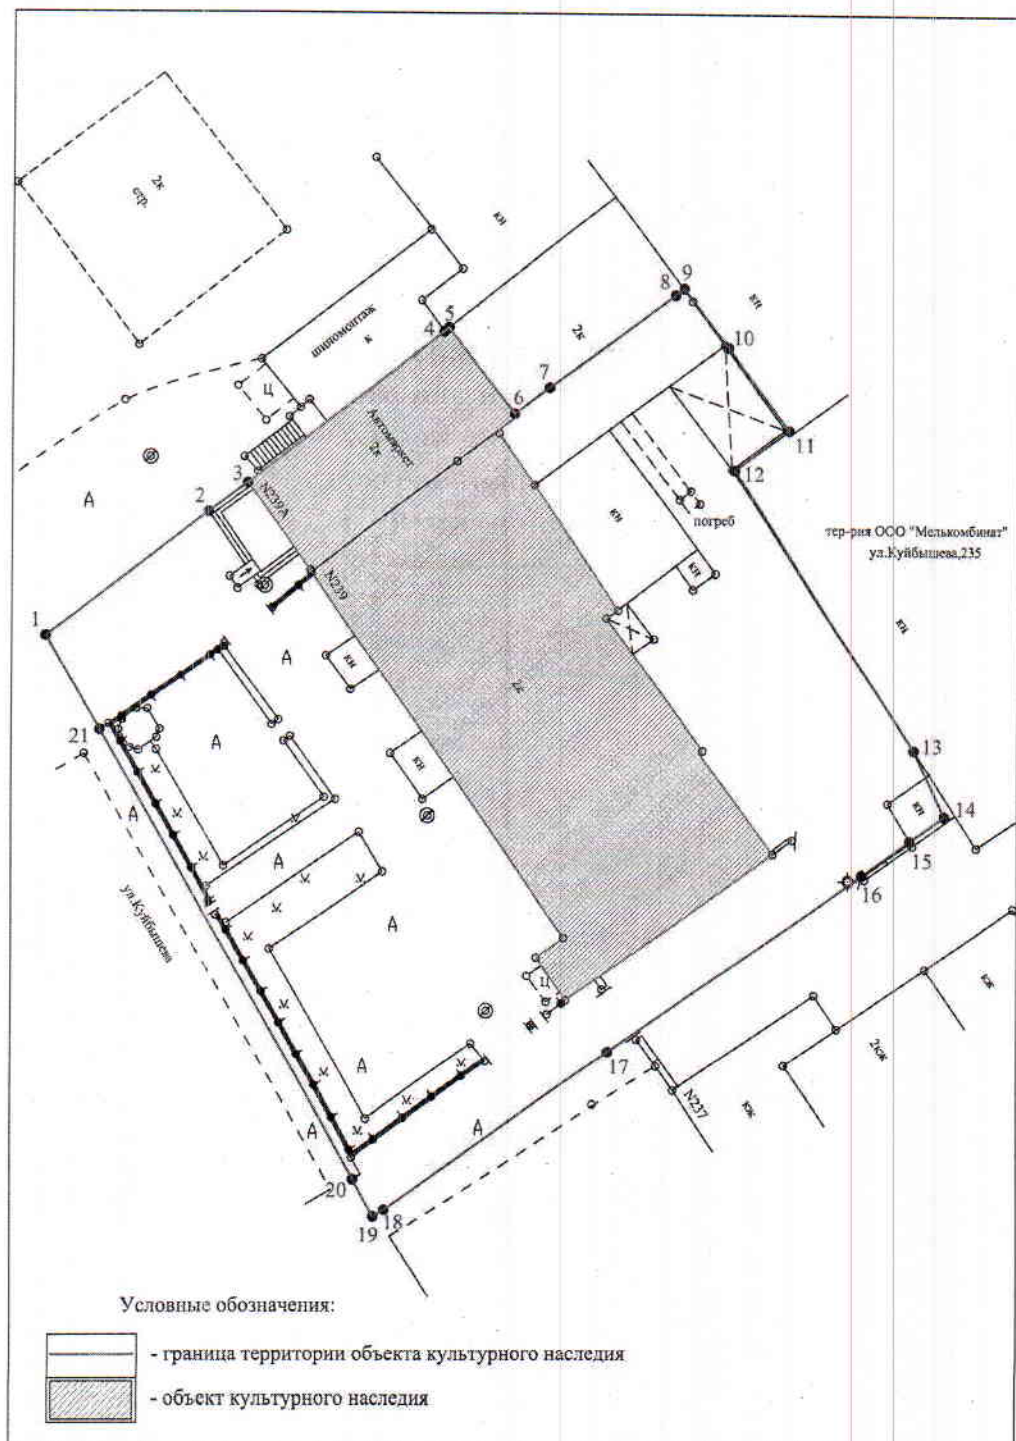 2к
стр.
кн
шиномонтаж
к
Ц
5
4
9
8
кн
10
2к
7
6
11
Автомаркет
2к
12
3
N239А
2
А
кн
погреб
тер-рия ООО "Мелькомбинат"
ул.Куйбышева,235
кн
N239
1
А
кн
кн
2к
21
А
кн
13
А
кн
14
15
А
16
ул.Куйбышева
А
Ц
кж
17
2кж
N237
кж
А
А
А
20
19
18
Условные обозначения:
- граница территории объекта культурного наследия
- объект культурного наследия